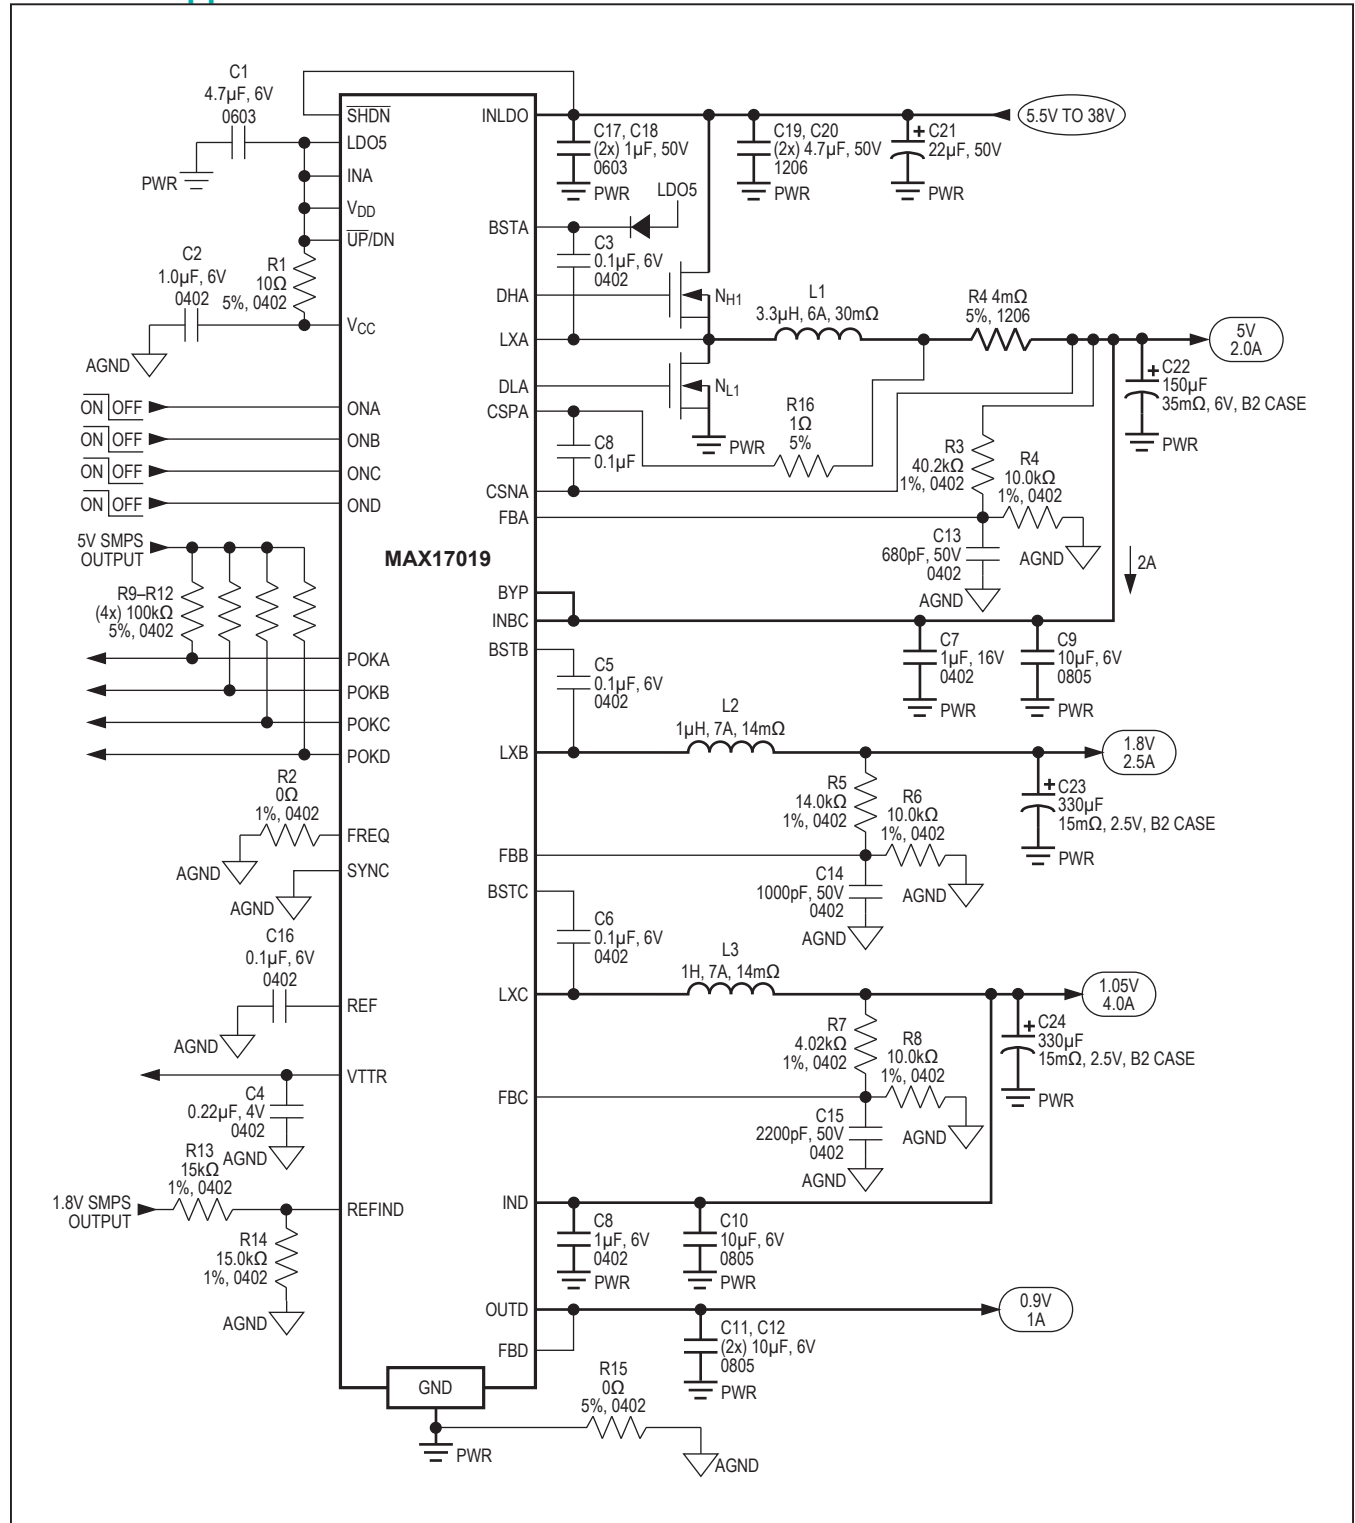 C1
4.7µF, 6V
0603
PWR
SHDN
LDO5
INA
VDD
UP/DN
C2
1.0µF, 6V
0402
R1
10Ω
5%, 0402
VCC
AGND
ON OFF
ONA
ON OFF
ONB
ON OFF
ONC
ON OFF
OND
5V SMPS
OUTPUT
R9–R12
(4x) 100kΩ
5%, 0402
POKA
POKB
POKC
POKD
R2
0Ω
1%, 0402
FREQ
AGND
SYNC
AGND
C16
0.1µF, 6V
0402
REF
AGND
VTTR
C4
0.22µF, 4V
0402
AGND
R13
15kΩ
1%, 0402
1.8V SMPS
OUTPUT
REFIND
R14
15.0kΩ
1%, 0402
AGND
MAX17019
GND
PWR
R15
0Ω
5%, 0402
AGND
INLDO
5.5V TO 38V
C17, C18
(2x) 1µF, 50V
0603
PWR
C19, C20
(2x) 4.7µF, 50V
1206
PWR
+ C21
22µF, 50V
PWR
LDO5
BSTA
C3
0.1µF, 6V
0402
DHA
NH1
LXA
L1
3.3µH, 6A, 30mΩ
R4 4mΩ
5%, 1206
5V
2.0A
+ C22
150µF
35mΩ, 6V, B2 CASE
PWR
DLA
NL1
PWR
CSPA
C8
0.1µF
R16
1Ω
5%
CSNA
R3
40.2kΩ
1%, 0402
R4
10.0kΩ
1%, 0402
FBA
C13
680pF, 50V
0402
AGND
AGND
2A
BYP
INBC
C7
1µF, 16V
0402
PWR
C9
10µF, 6V
0805
PWR
BSTB
C5
0.1µF, 6V
0402
LXB
L2
1µH, 7A, 14mΩ
1.8V
2.5A
+ C23
330µF
15mΩ, 2.5V, B2 CASE
PWR
R5
14.0kΩ
1%, 0402
R6
10.0kΩ
1%, 0402
FBB
C14
1000pF, 50V
0402
AGND
AGND
BSTC
C6
0.1µF, 6V
0402
LXC
L3
1H, 7A, 14mΩ
1.05V
4.0A
+ C24
330µF
15mΩ, 2.5V, B2 CASE
PWR
R7
4.02kΩ
1%, 0402
R8
10.0kΩ
1%, 0402
FBC
C15
2200pF, 50V
0402
AGND
AGND
IND
C8
1µF, 6V
0402
PWR
C10
10µF, 6V
0805
PWR
OUTD
0.9V
1A
FBD
C11, C12
(2x) 10µF, 6V
0805
PWR